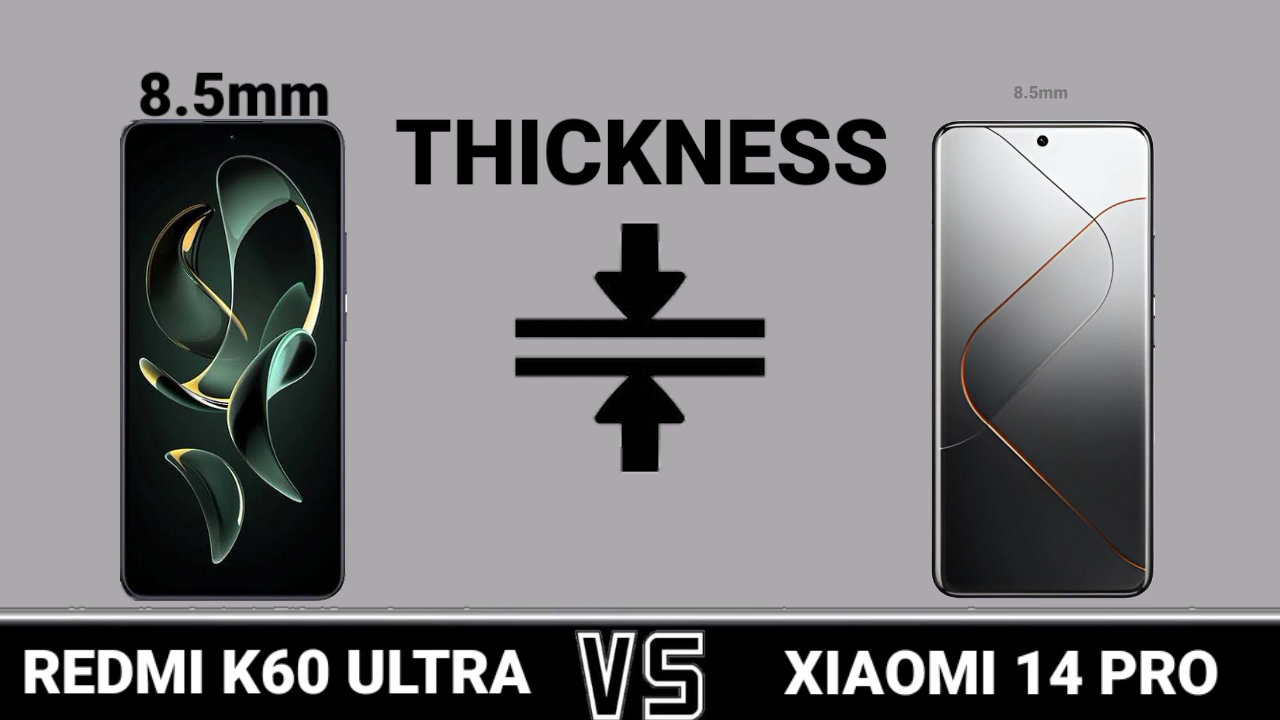 8.5mm
8.5mm
THICKNESS
REDMI K60 ULTRA
VS
XIAOMI 14 PRO